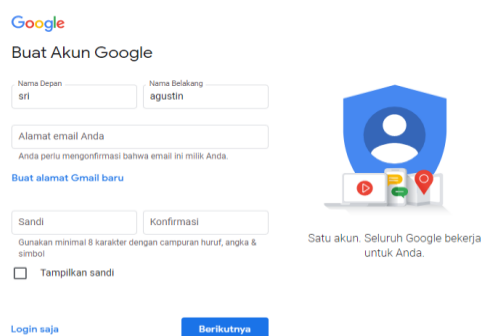 Google
Buat Akun Google
Nama Depan
Nama Belakang
sri
agustin
Alamat email Anda
Anda perlu mengonfirmasi bahwa email ini milik Anda.
Buat alamat Gmail baru
Sandi
Konfirmasi
Gunakan minimal 8 karakter dengan campuran huruf, angka &
simbol
Tampilkan sandi
Satu akun. Seluruh Google bekerja
untuk Anda.
Login saja
Berikutnya